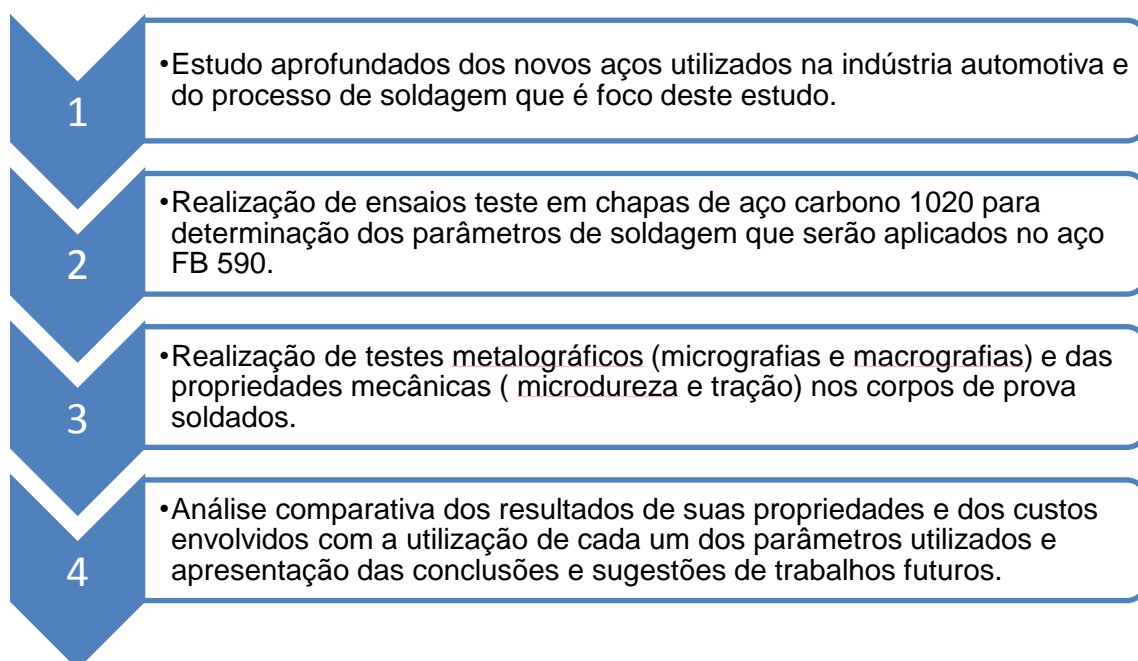 1
•Estudo aprofundados dos novos aços utilizados na indústria automotiva e
do processo de soldagem que é foco deste estudo.
2
•Realização de ensaios teste em chapas de aço carbono 1020 para
determinação dos parâmetros de soldagem que serão aplicados no aço
FB 590.
3
•Realização de testes metalográficos (micrografias e macrografias) e das
propriedades mecânicas ( microdureza e tração) nos corpos de prova
soldados.
4
•Análise comparativa dos resultados de suas propriedades e dos custos
envolvidos com a utilização de cada um dos parâmetros utilizados e
apresentação das conclusões e sugestões de trabalhos futuros.